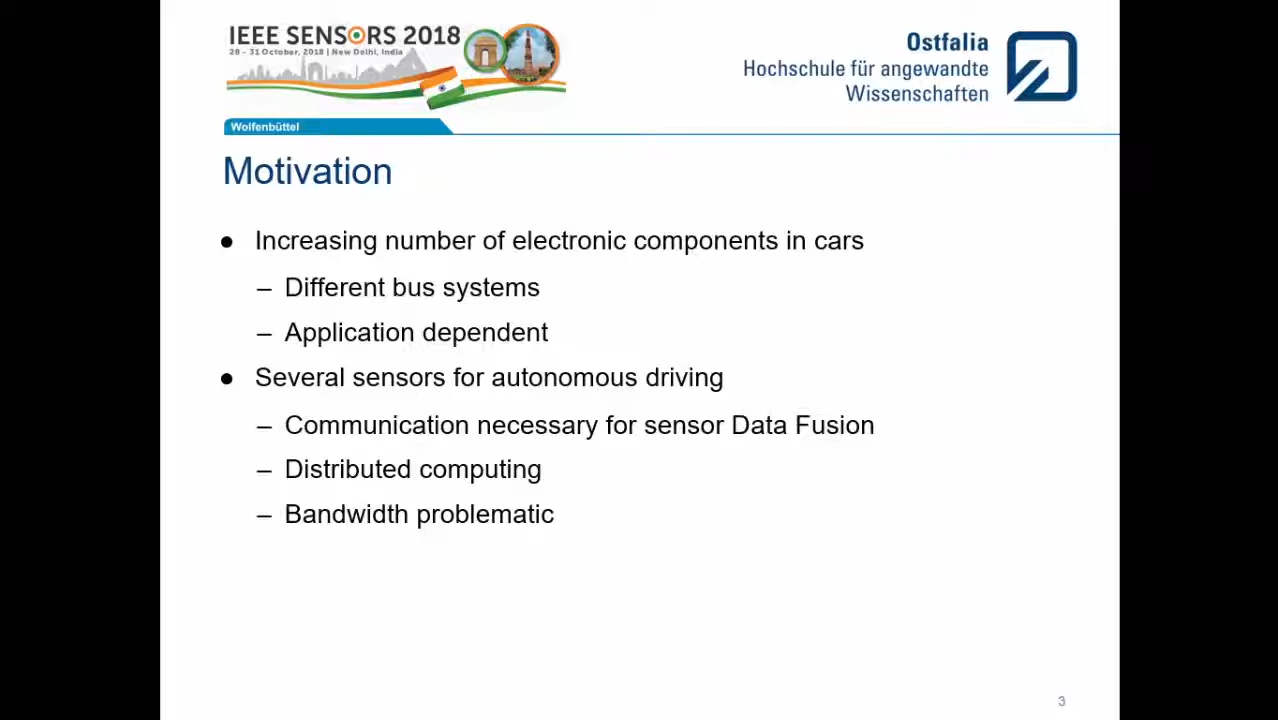 IEEE SENSORS 2018
28 - 31 October, 2018 | New Delhi, India
Ostfalia
Hochschule für angewandte
Wissenschaften
Wolfenbüttel
Motivation
● Increasing number of electronic components in cars
– Different bus systems
– Application dependent
● Several sensors for autonomous driving
– Communication necessary for sensor Data Fusion
– Distributed computing
– Bandwidth problematic
3